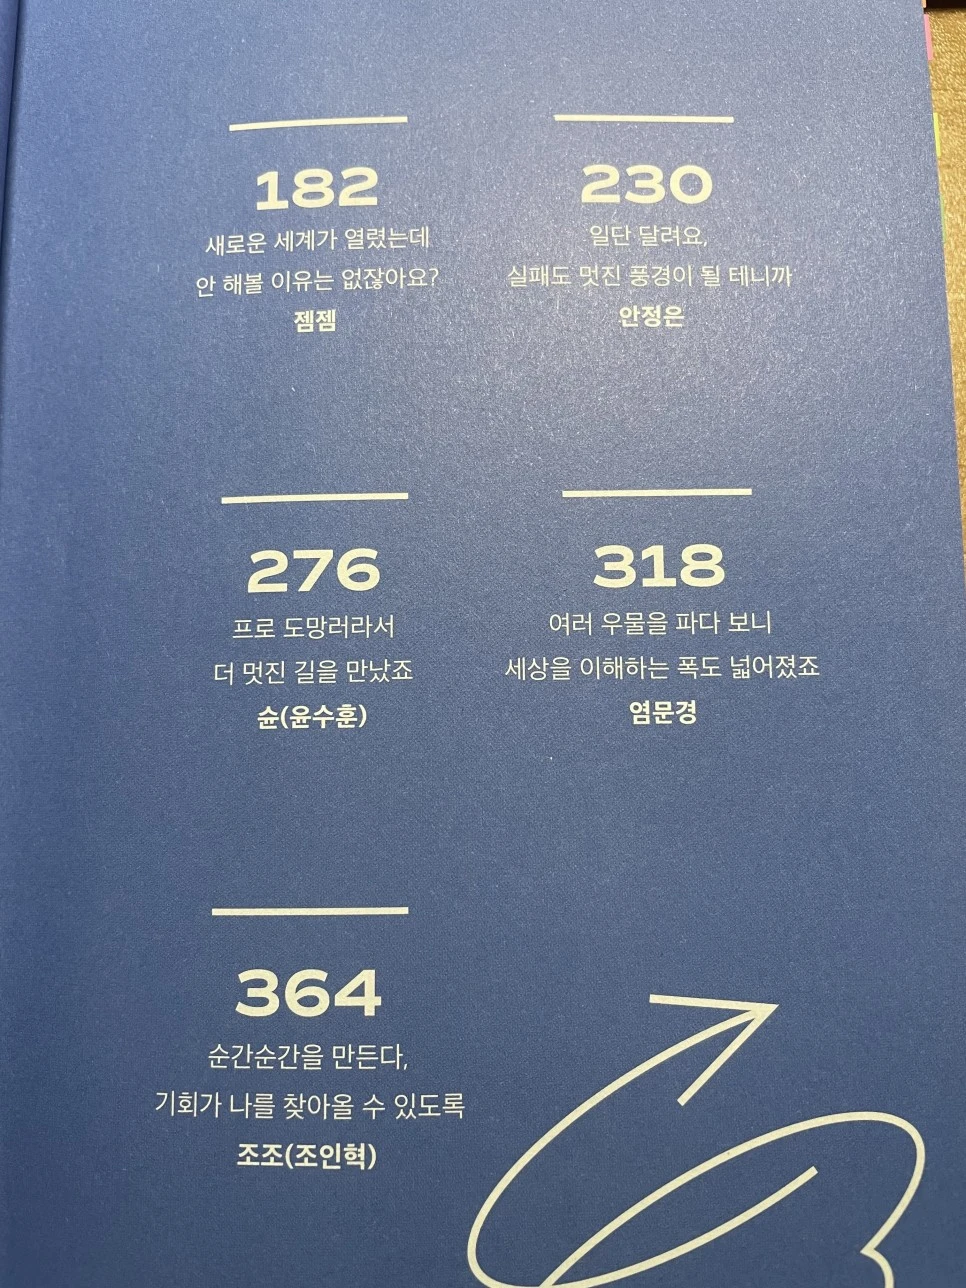 182
새로운 세계가 열렸는데
안 해볼 이유는 없잖아요?
젬젬
230
일단 달려요,
실패도 멋진 풍경이 될 테니까
안정은
276
프로 도망러라서
더 멋진 길을 만났죠
슌(윤수훈)
318
여러 우물을 파다 보니
세상을 이해하는 폭도 넓어졌죠
염문경
364
순간순간을 만든다,
기회가 나를 찾아올 수 있도록
조조(조인혁)